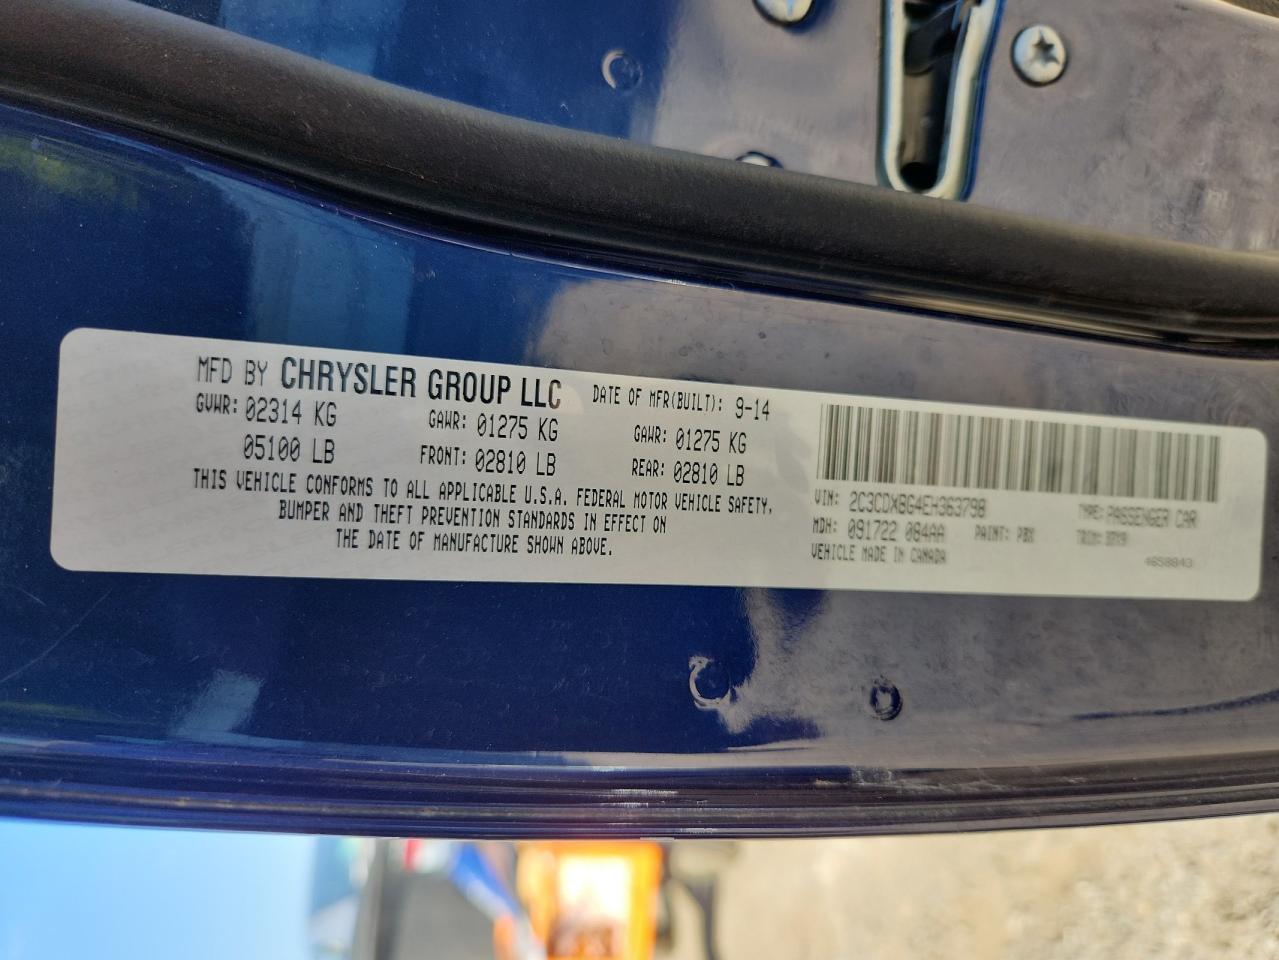 MFD BY CHRYSLER GROUP LLC DATE OF MFR(BUILT): 9-14
GVWR: 02314 KG GAWR: 01275 KG GAWR: 01275 KG
05100 LB FRONT: 02810 LB REAR: 02810 LB
THIS VEHICLE CONFORMS TO ALL APPLICABLE U.S.A. FEDERAL MOTOR VEHICLE SAFETY,
BUMPER AND THEFT PREVENTION STANDARDS IN EFFECT ON
THE DATE OF MANUFACTURE SHOWN ABOVE.
VIN: 2C3CDXBG4EH363798 TYPE: PASSENGER CAR
MDH: 091722 084AA PAINT: PBX TRIM:
VEHICLE MADE IN CANADA 4658843